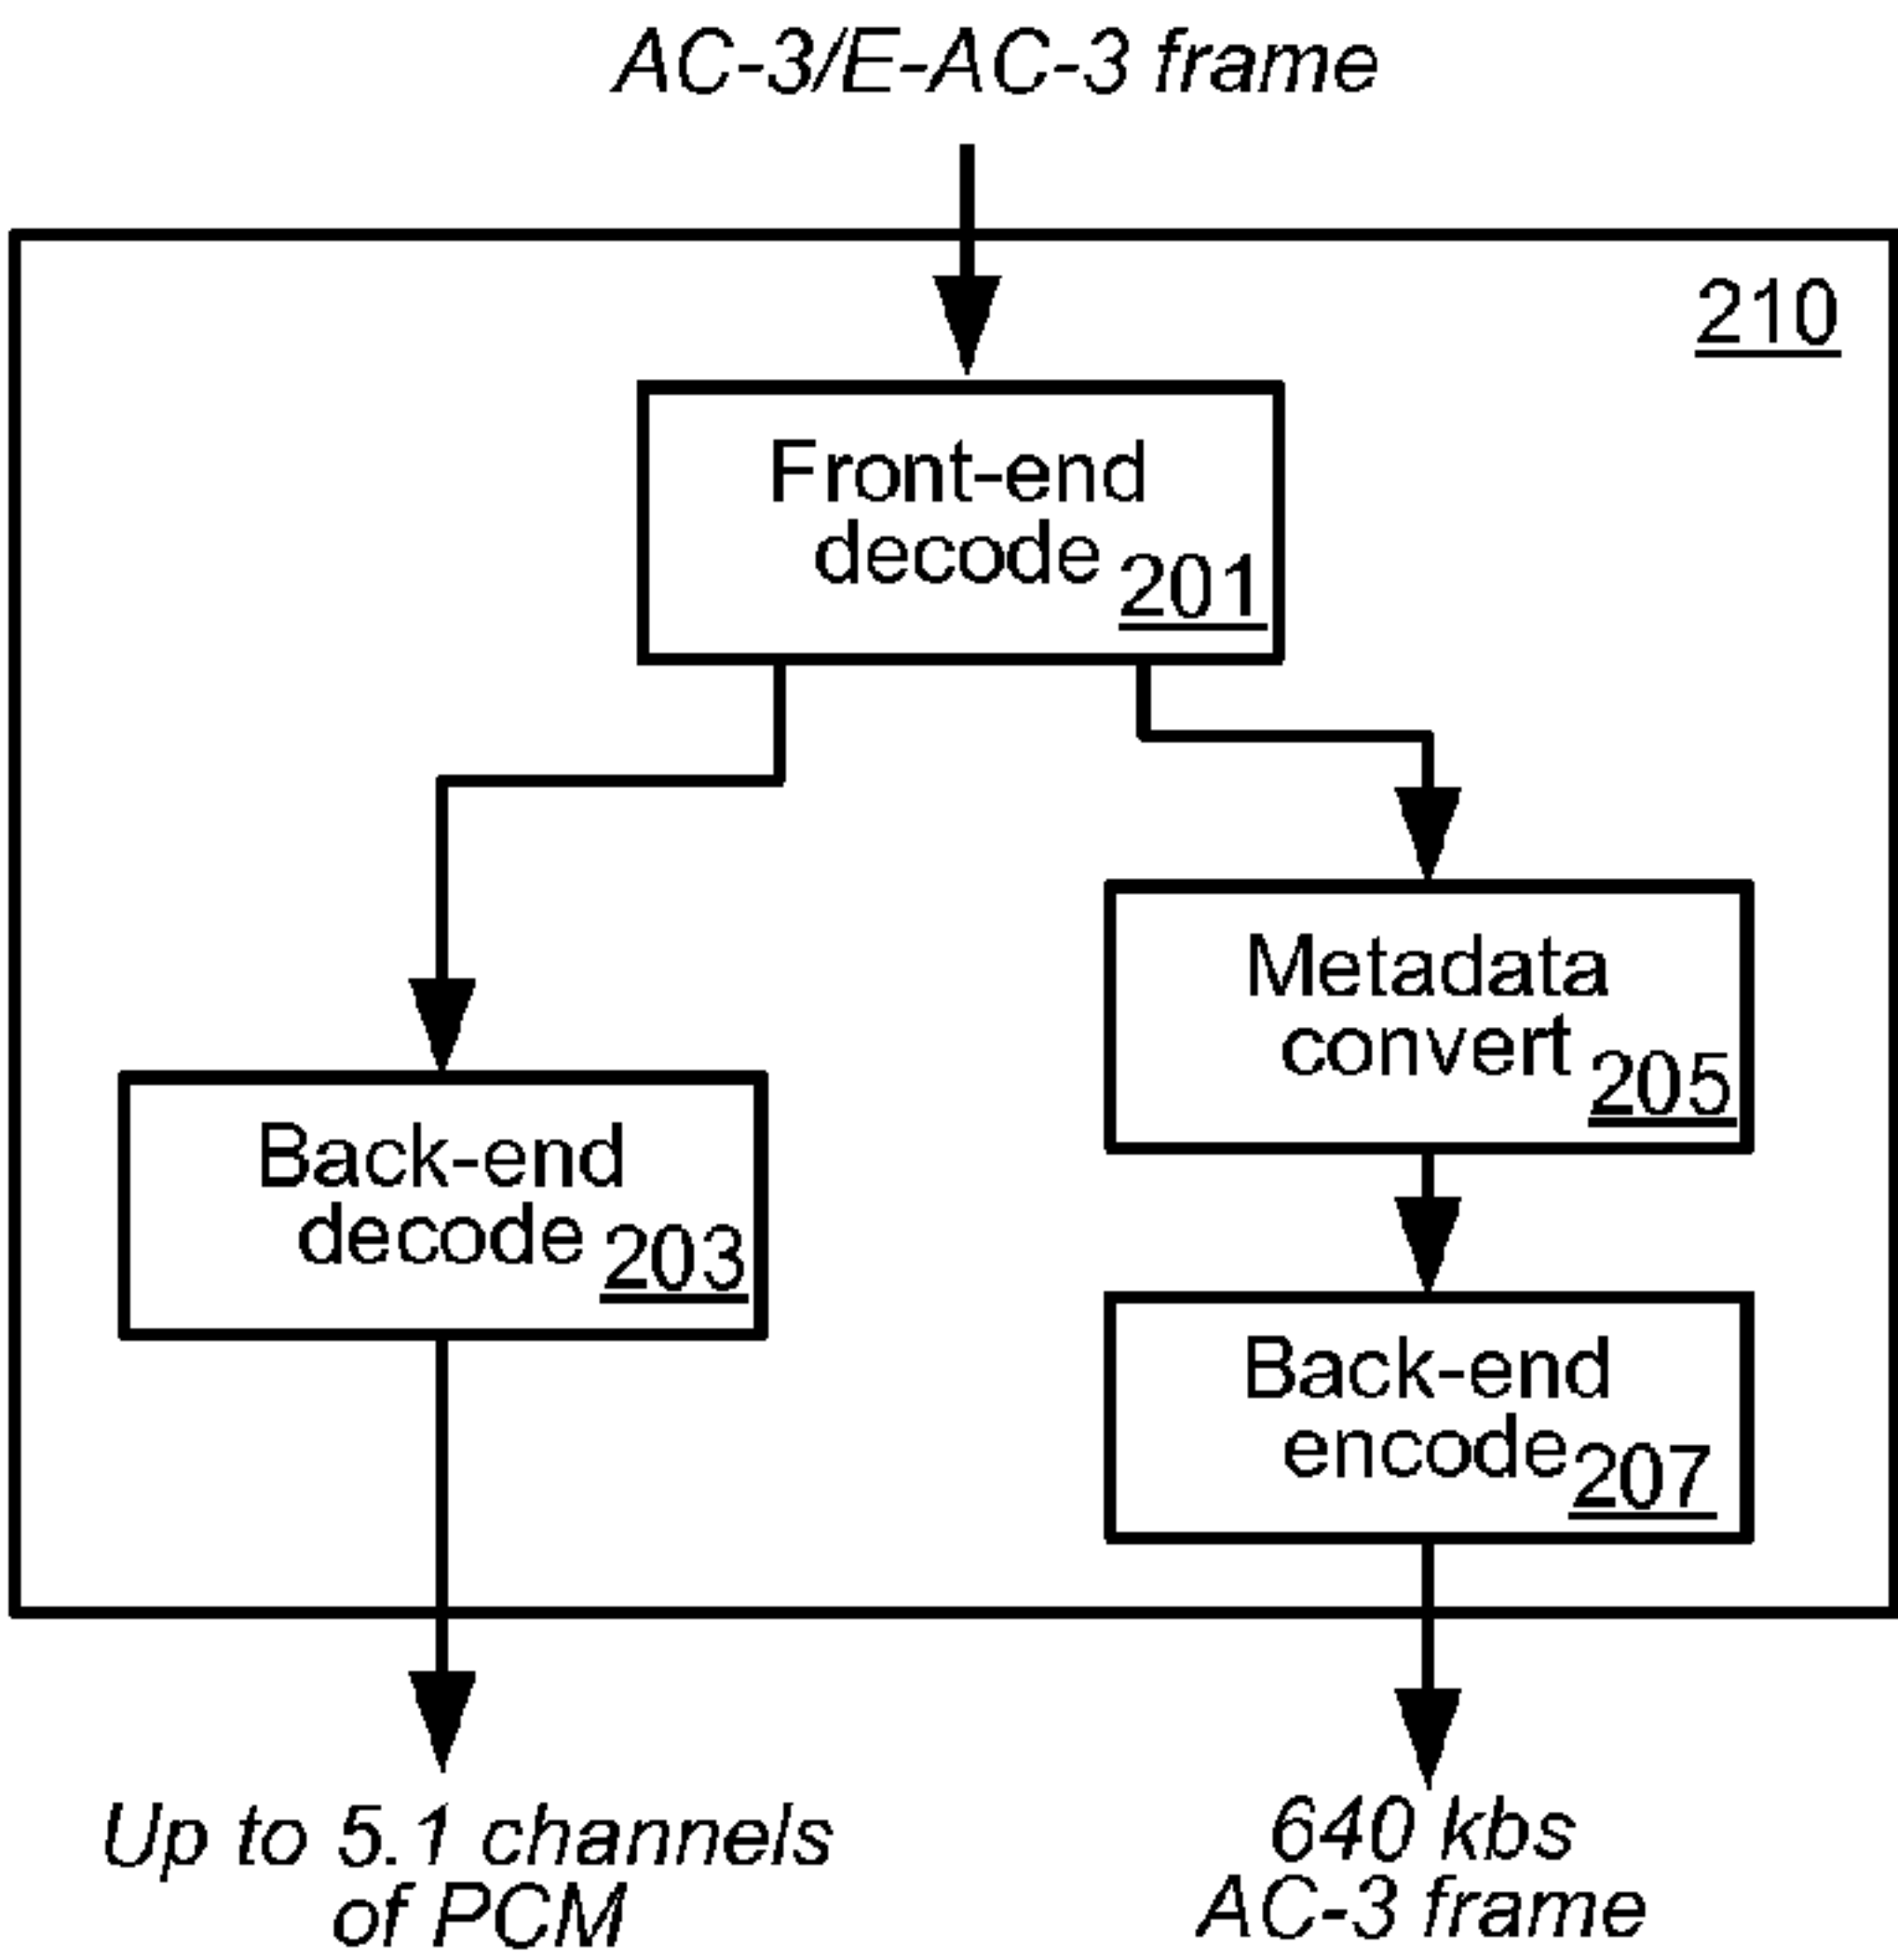 AC-3/E-AC-3 frame
210
Front-end
decode 201
Metadata
convert 205
Back-end
decode 203
Back-end
encode 207
Up to 5.1 channels
of PCM
640 kbs
AC-3 frame